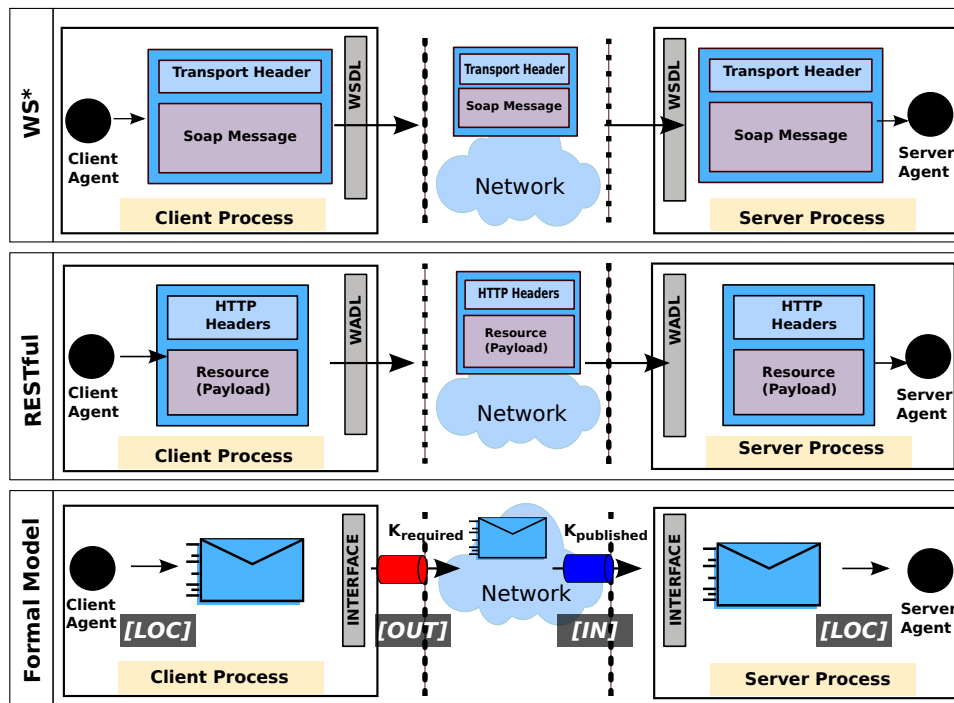 WS*
Transport Header
Soap Message
Client
Agent
Client Process
WSDL
Transport Header
Soap
Message
Network
WSDL
Transport Header
Soap Message
Server
Agent
Server Process
RESTful
HTTP
Headers
Resource
(Payload)
Client
Agent
Client Process
WADL
HTTP Headers
Resource
(Payload)
Network
WADL
HTTP
Headers
Resource
(Payload)
Server
Agent
Server Process
Formal Model
Client
Agent
[LOC]
Client Process
INTERFACE
Krequired
[OUT]
Network
Kpublished
[IN]
INTERFACE
[LOC]
Server
Agent
Server Process